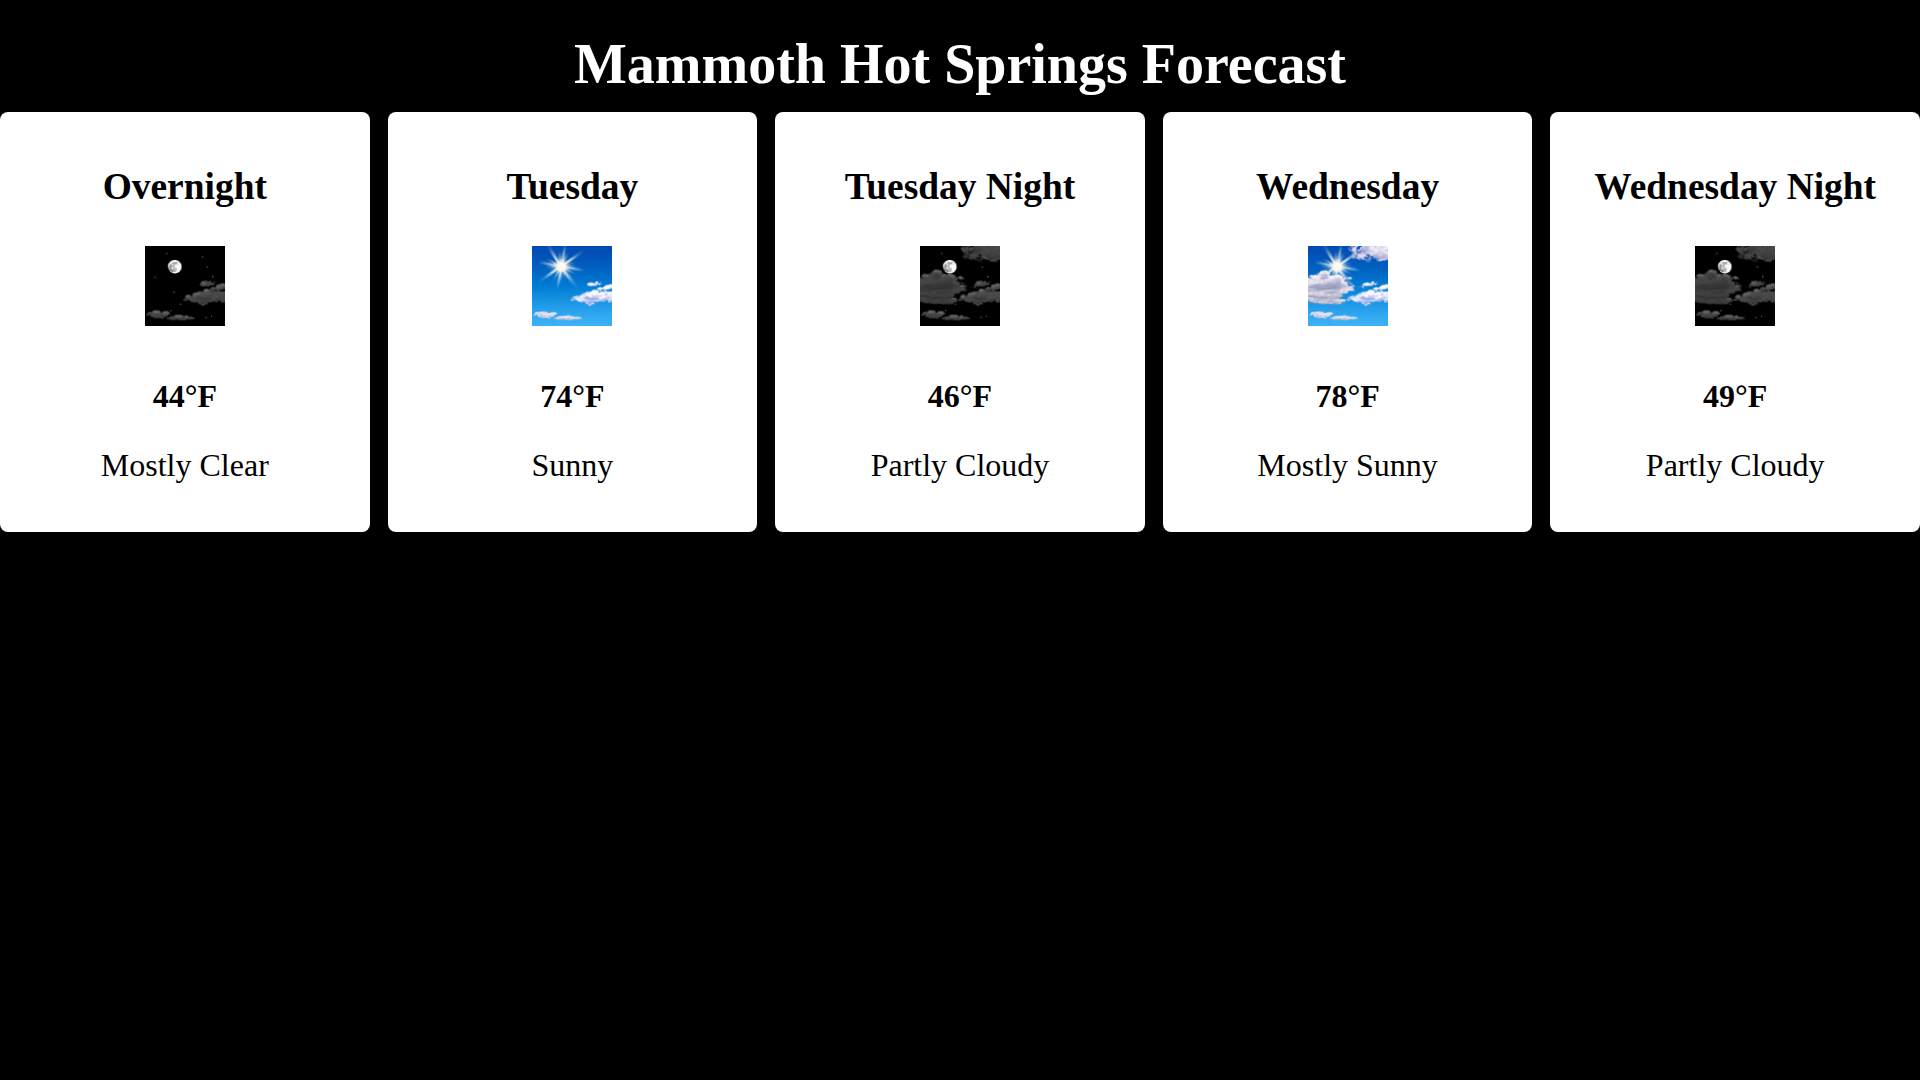 Mammoth Hot Springs Forecast
Overnight
44°F
Mostly Clear
Tuesday
74°F
Sunny
Tuesday Night
46°F
Partly Cloudy
Wednesday
78°F
Mostly Sunny
Wednesday Night
49°F
Partly Cloudy